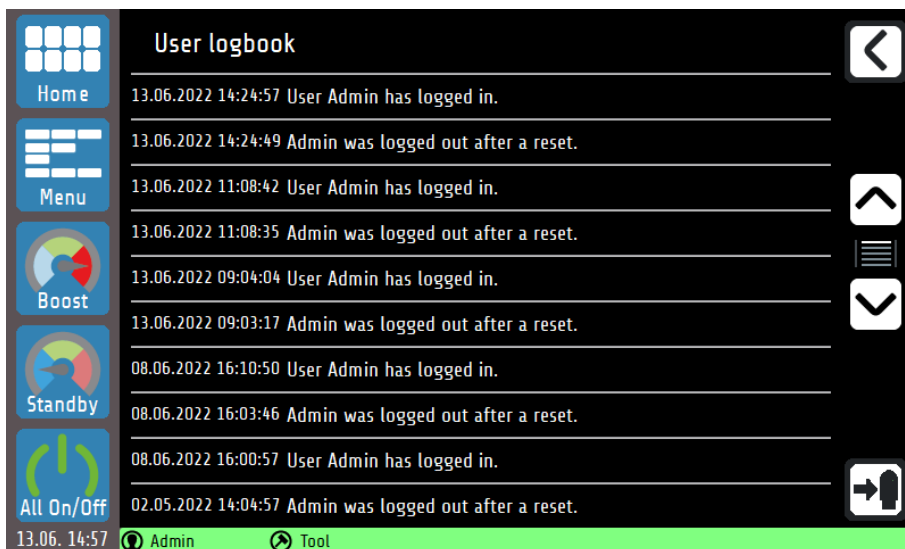 User logbook
Home
13.06.2022 14:24:57 User Admin has logged in.
13.06.2022 14:24:49 Admin was logged out after a reset.
Menu
13.06.2022 11:08:42 User Admin has logged in.
13.06.2022 11:08:35 Admin was logged out after a reset.
13.06.2022 09:04:04 User Admin has logged in.
Boost
13.06.2022 09:03:17 Admin was logged out after a reset.
08.06.2022 16:10:50 User Admin has logged in.
Standby
08.06.2022 16:03:46 Admin was logged out after a reset.
08.06.2022 16:00:57 User Admin has logged in.
All On/Off
02.05.2022 14:04:57 Admin was logged out after a reset.
13.06. 14:57 Admin Tool